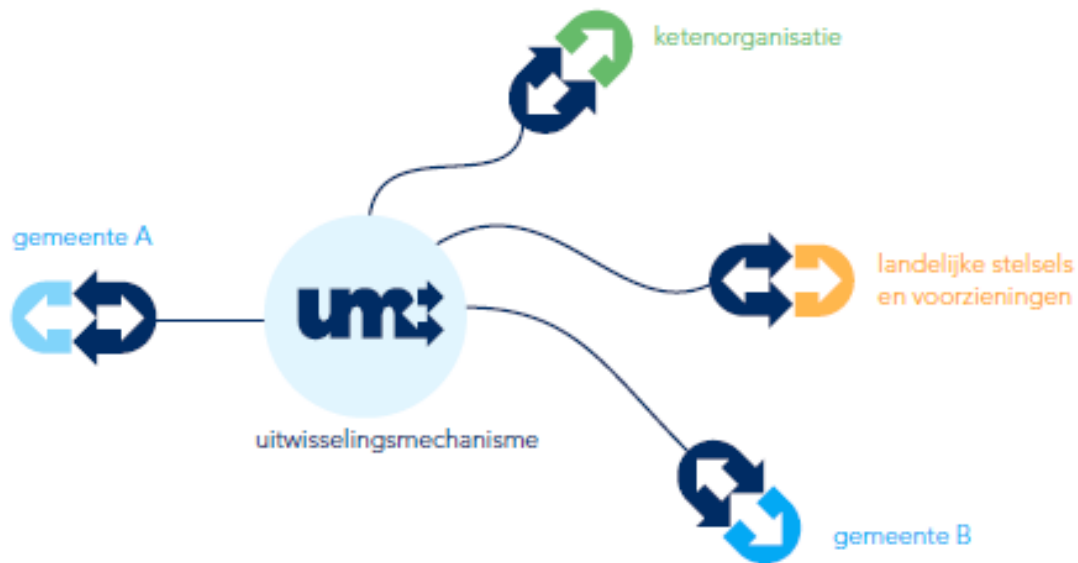 ketenorganisatie
gemeente A
landelijke stelsels
en voorzieningen
um
uitwisselingsmechanisme
gemeente B